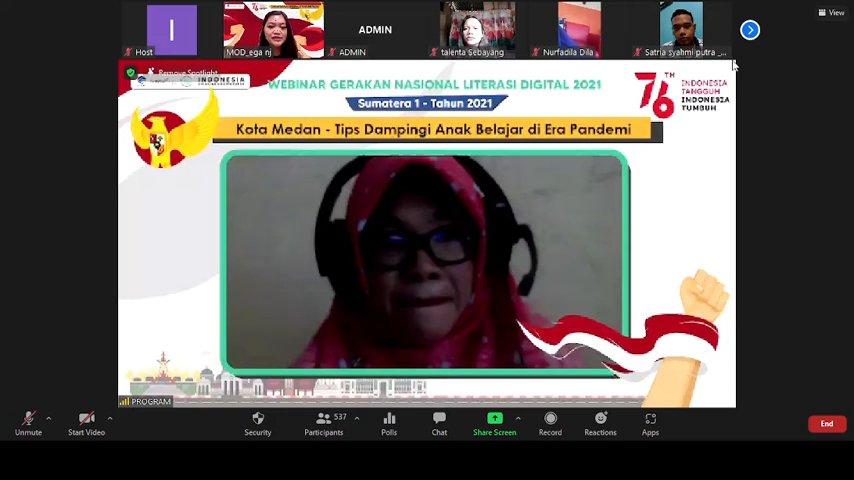 View
I
Host
MOD_ega nj
ADMIN
ADMIN
talenta Sebayang
Nurfadila Dila
Satria syahmi putra _...
Remove Spotlight
INDONESIA
WEBINAR GERAKAN NASIONAL LITERASI DIGITAL 2021
Sumatera 1 - Tahun 2021
Kota Medan - Tips Dampingi Anak Belajar di Era Pandemi
76 TH
INDONESIA
TANGGUH
INDONESIA
TUMBUH
PROGRAM
Unmute
Start Video
Security
537
Participants
Polls
Chat
Share Screen
Record
Reactions
Apps
End